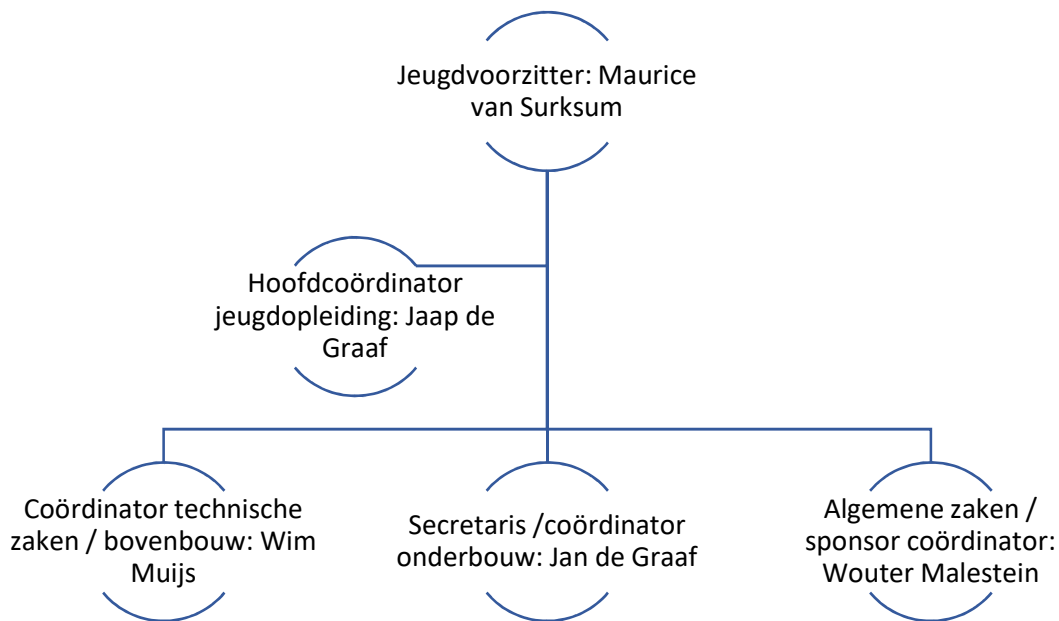 Jeugdvoorzitter: Maurice
van Surksum
Hoofdcoördinator
jeugdopleiding: Jaap de
Graaf
Coördinator technische
zaken / bovenbouw: Wim
Muijs
Secretaris /coördinator
onderbouw: Jan de Graaf
Algemene zaken /
sponsor coördinator:
Wouter Malestein